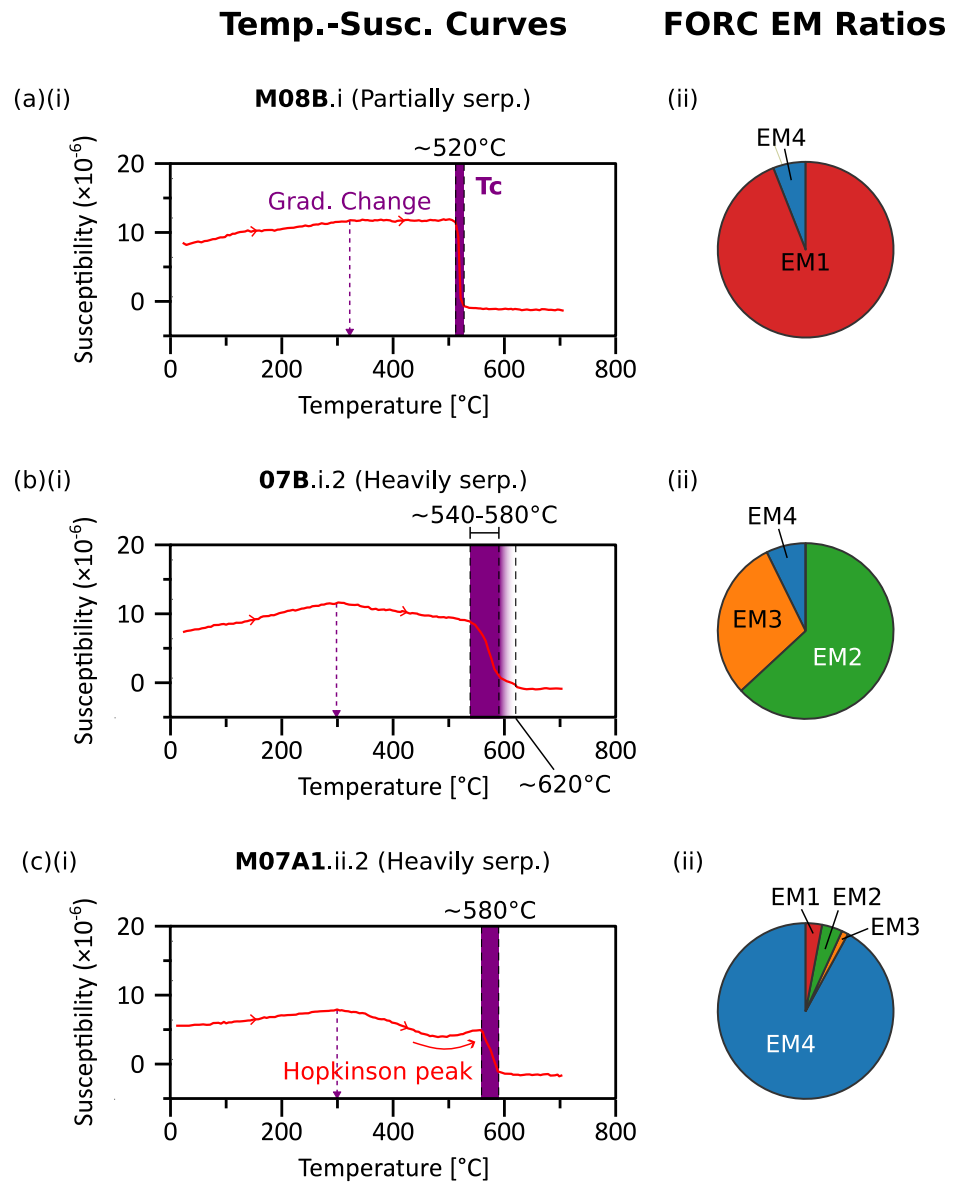 Temp.-Susc. Curves
FORC EM Ratios
(a)(i)
M08B.i (Partially serp.)
(ii)
~520°C
Susceptibility (×10⁻⁶)
20
10
0
Grad. Change
Tc
0
200
400
600
800
Temperature [°C]
EM4
EM1
(b)(i)
07B.i.2 (Heavily serp.)
(ii)
~540-580°C
Susceptibility (×10⁻⁶)
20
10
0
0
200
400
600
800
Temperature [°C]
~620°C
EM4
EM3
EM2
(c)(i)
M07A1.ii.2 (Heavily serp.)
(ii)
~580°C
Susceptibility (×10⁻⁶)
20
10
0
Hopkinson peak
0
200
400
600
800
Temperature [°C]
EM1
EM2
EM3
EM4